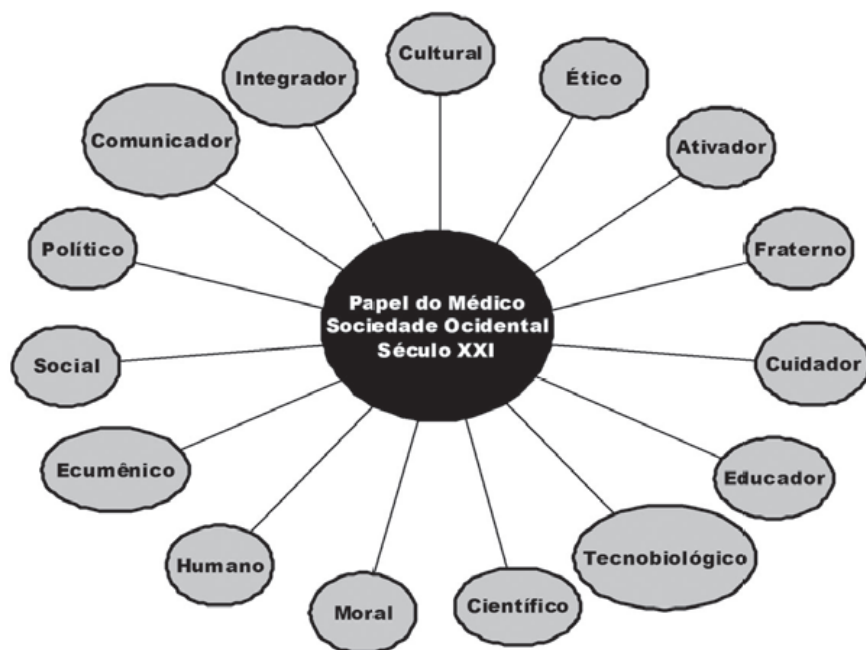 Cultural
Integrador
Ético
Comunicador
Ativador
Político
Fraterno
Papel do Médico
Sociedade Ocidental
Século XXI
Social
Cuidador
Ecumênico
Educador
Tecnobiológico
Humano
Científico
Moral